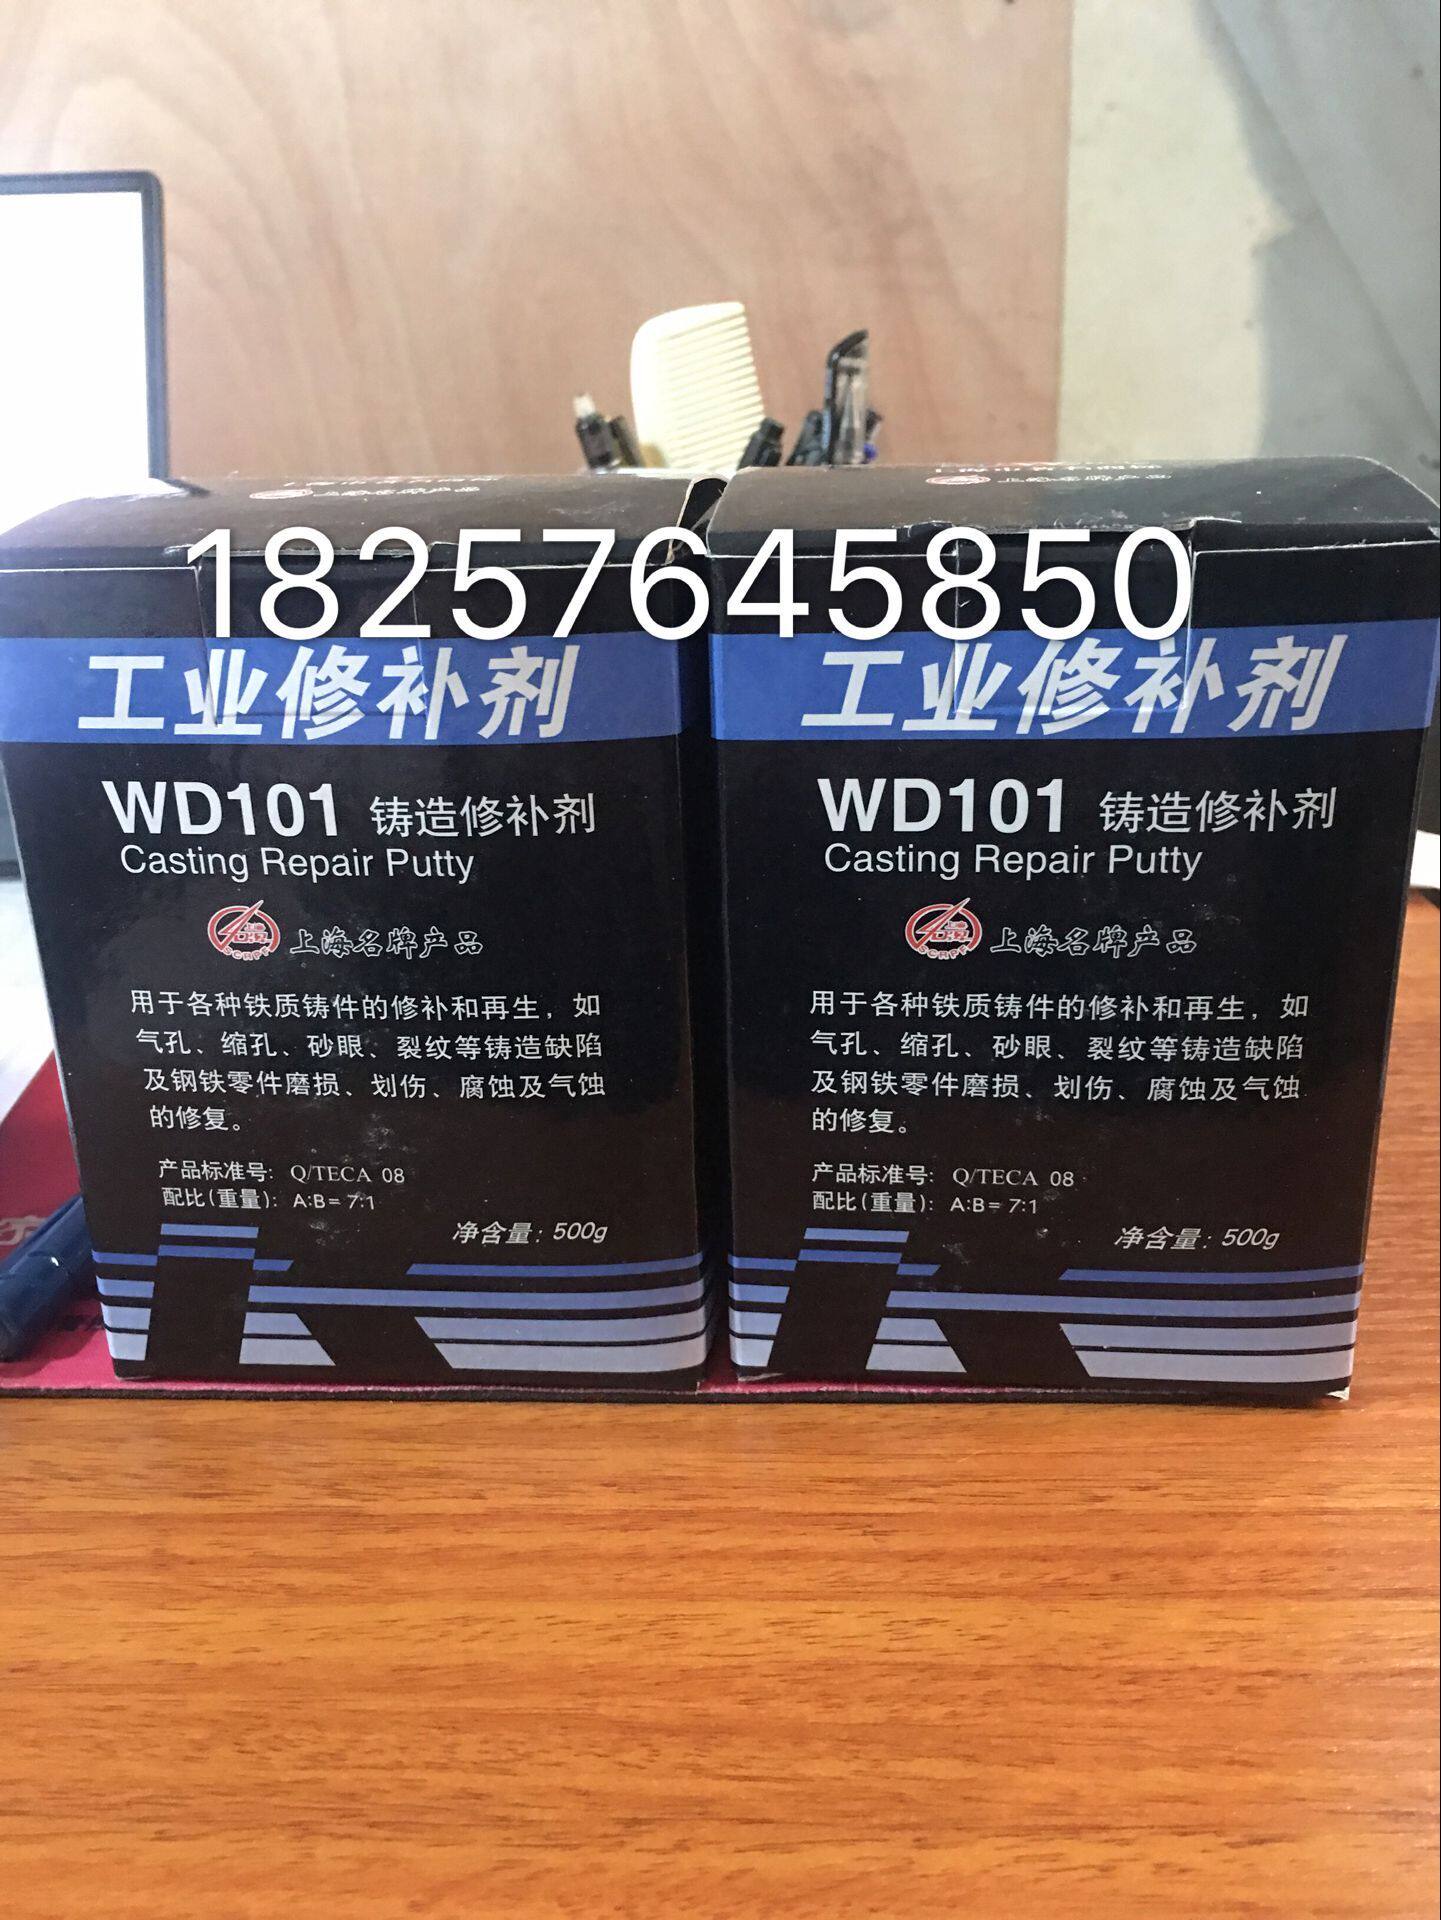 18257645850
工业修补剂
WD101 铸造修补剂
Casting Repair Putty
上海名牌产品
用于各种铁质铸件的修补和再生，如
气孔、缩孔、砂眼、裂纹等铸造缺陷
及钢铁零件磨损、划伤、腐蚀及气蚀
的修复。
产品标准号: Q/TECA 08
配比(重量): A:B=7:1
净含量: 500g
工业修补剂
WD101 铸造修补剂
Casting Repair Putty
上海名牌产品
用于各种铁质铸件的修补和再生，如
气孔、缩孔、砂眼、裂纹等铸造缺陷
及钢铁零件磨损、划伤、腐蚀及气蚀
的修复。
产品标准号: Q/TECA 08
配比(重量): A:B=7:1
净含量: 500g